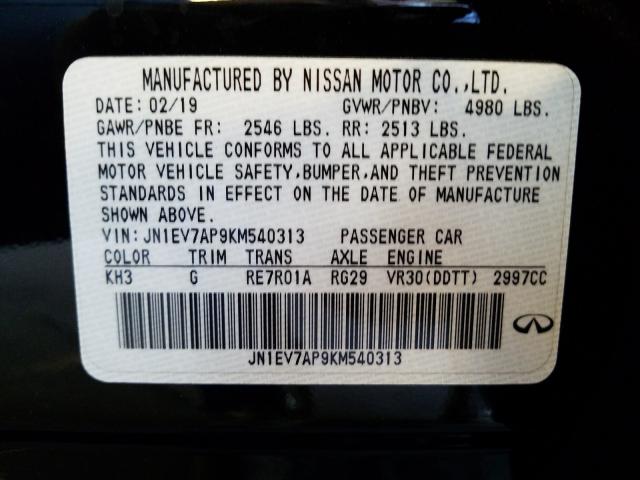 MANUFACTURED BY NISSAN MOTOR CO.,LTD.
DATE: 02/19 GVWR/PNBV: 4980 LBS.
GAWR/PNBE FR: 2546 LBS. RR: 2513 LBS.
THIS VEHICLE CONFORMS TO ALL APPLICABLE FEDERAL
MOTOR VEHICLE SAFETY,BUMPER,AND THEFT PREVENTION
STANDARDS IN EFFECT ON THE DATE OF MANUFACTURE
SHOWN ABOVE.
VIN:JN1EV7AP9KM540313 PASSENGER CAR
COLOR TRIM TRANS AXLE ENGINE
KH3 G RE7R01A RG29 VR30(DDTT) 2997CC
JN1EV7AP9KM540313